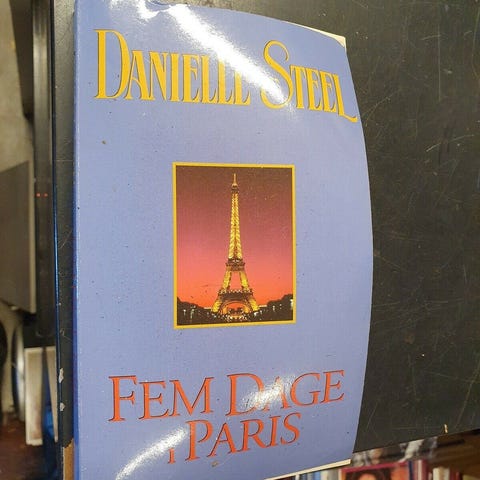 DANIELLE STEEL
FEM DAGE
I PARIS